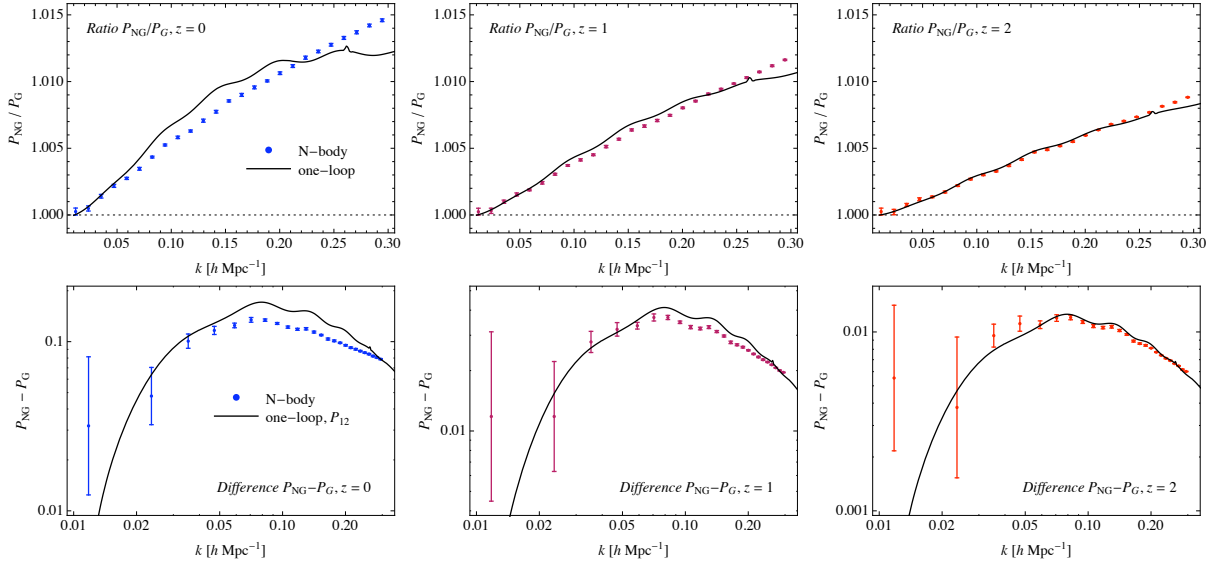 Ratio P_NG/P_G, z = 0
1.015
1.010
1.005
1.000
P_NG / P_G
N−body
one−loop
0.05 0.10 0.15 0.20 0.25 0.30
k [h Mpc⁻¹]
Ratio P_NG/P_G, z = 1
1.015
1.010
1.005
1.000
P_NG / P_G
0.05 0.10 0.15 0.20 0.25 0.30
k [h Mpc⁻¹]
Ratio P_NG/P_G, z = 2
1.015
1.010
1.005
1.000
P_NG / P_G
0.05 0.10 0.15 0.20 0.25 0.30
k [h Mpc⁻¹]
0.1
0.01
P_NG − P_G
N−body
one−loop, P_12
Difference P_NG−P_G, z = 0
0.01 0.02 0.05 0.10 0.20
k [h Mpc⁻¹]
0.1
0.01
P_NG − P_G
Difference P_NG−P_G, z = 1
0.01 0.02 0.05 0.10 0.20
k [h Mpc⁻¹]
0.01
0.001
P_NG − P_G
Difference P_NG−P_G, z = 2
0.01 0.02 0.05 0.10 0.20
k [h Mpc⁻¹]